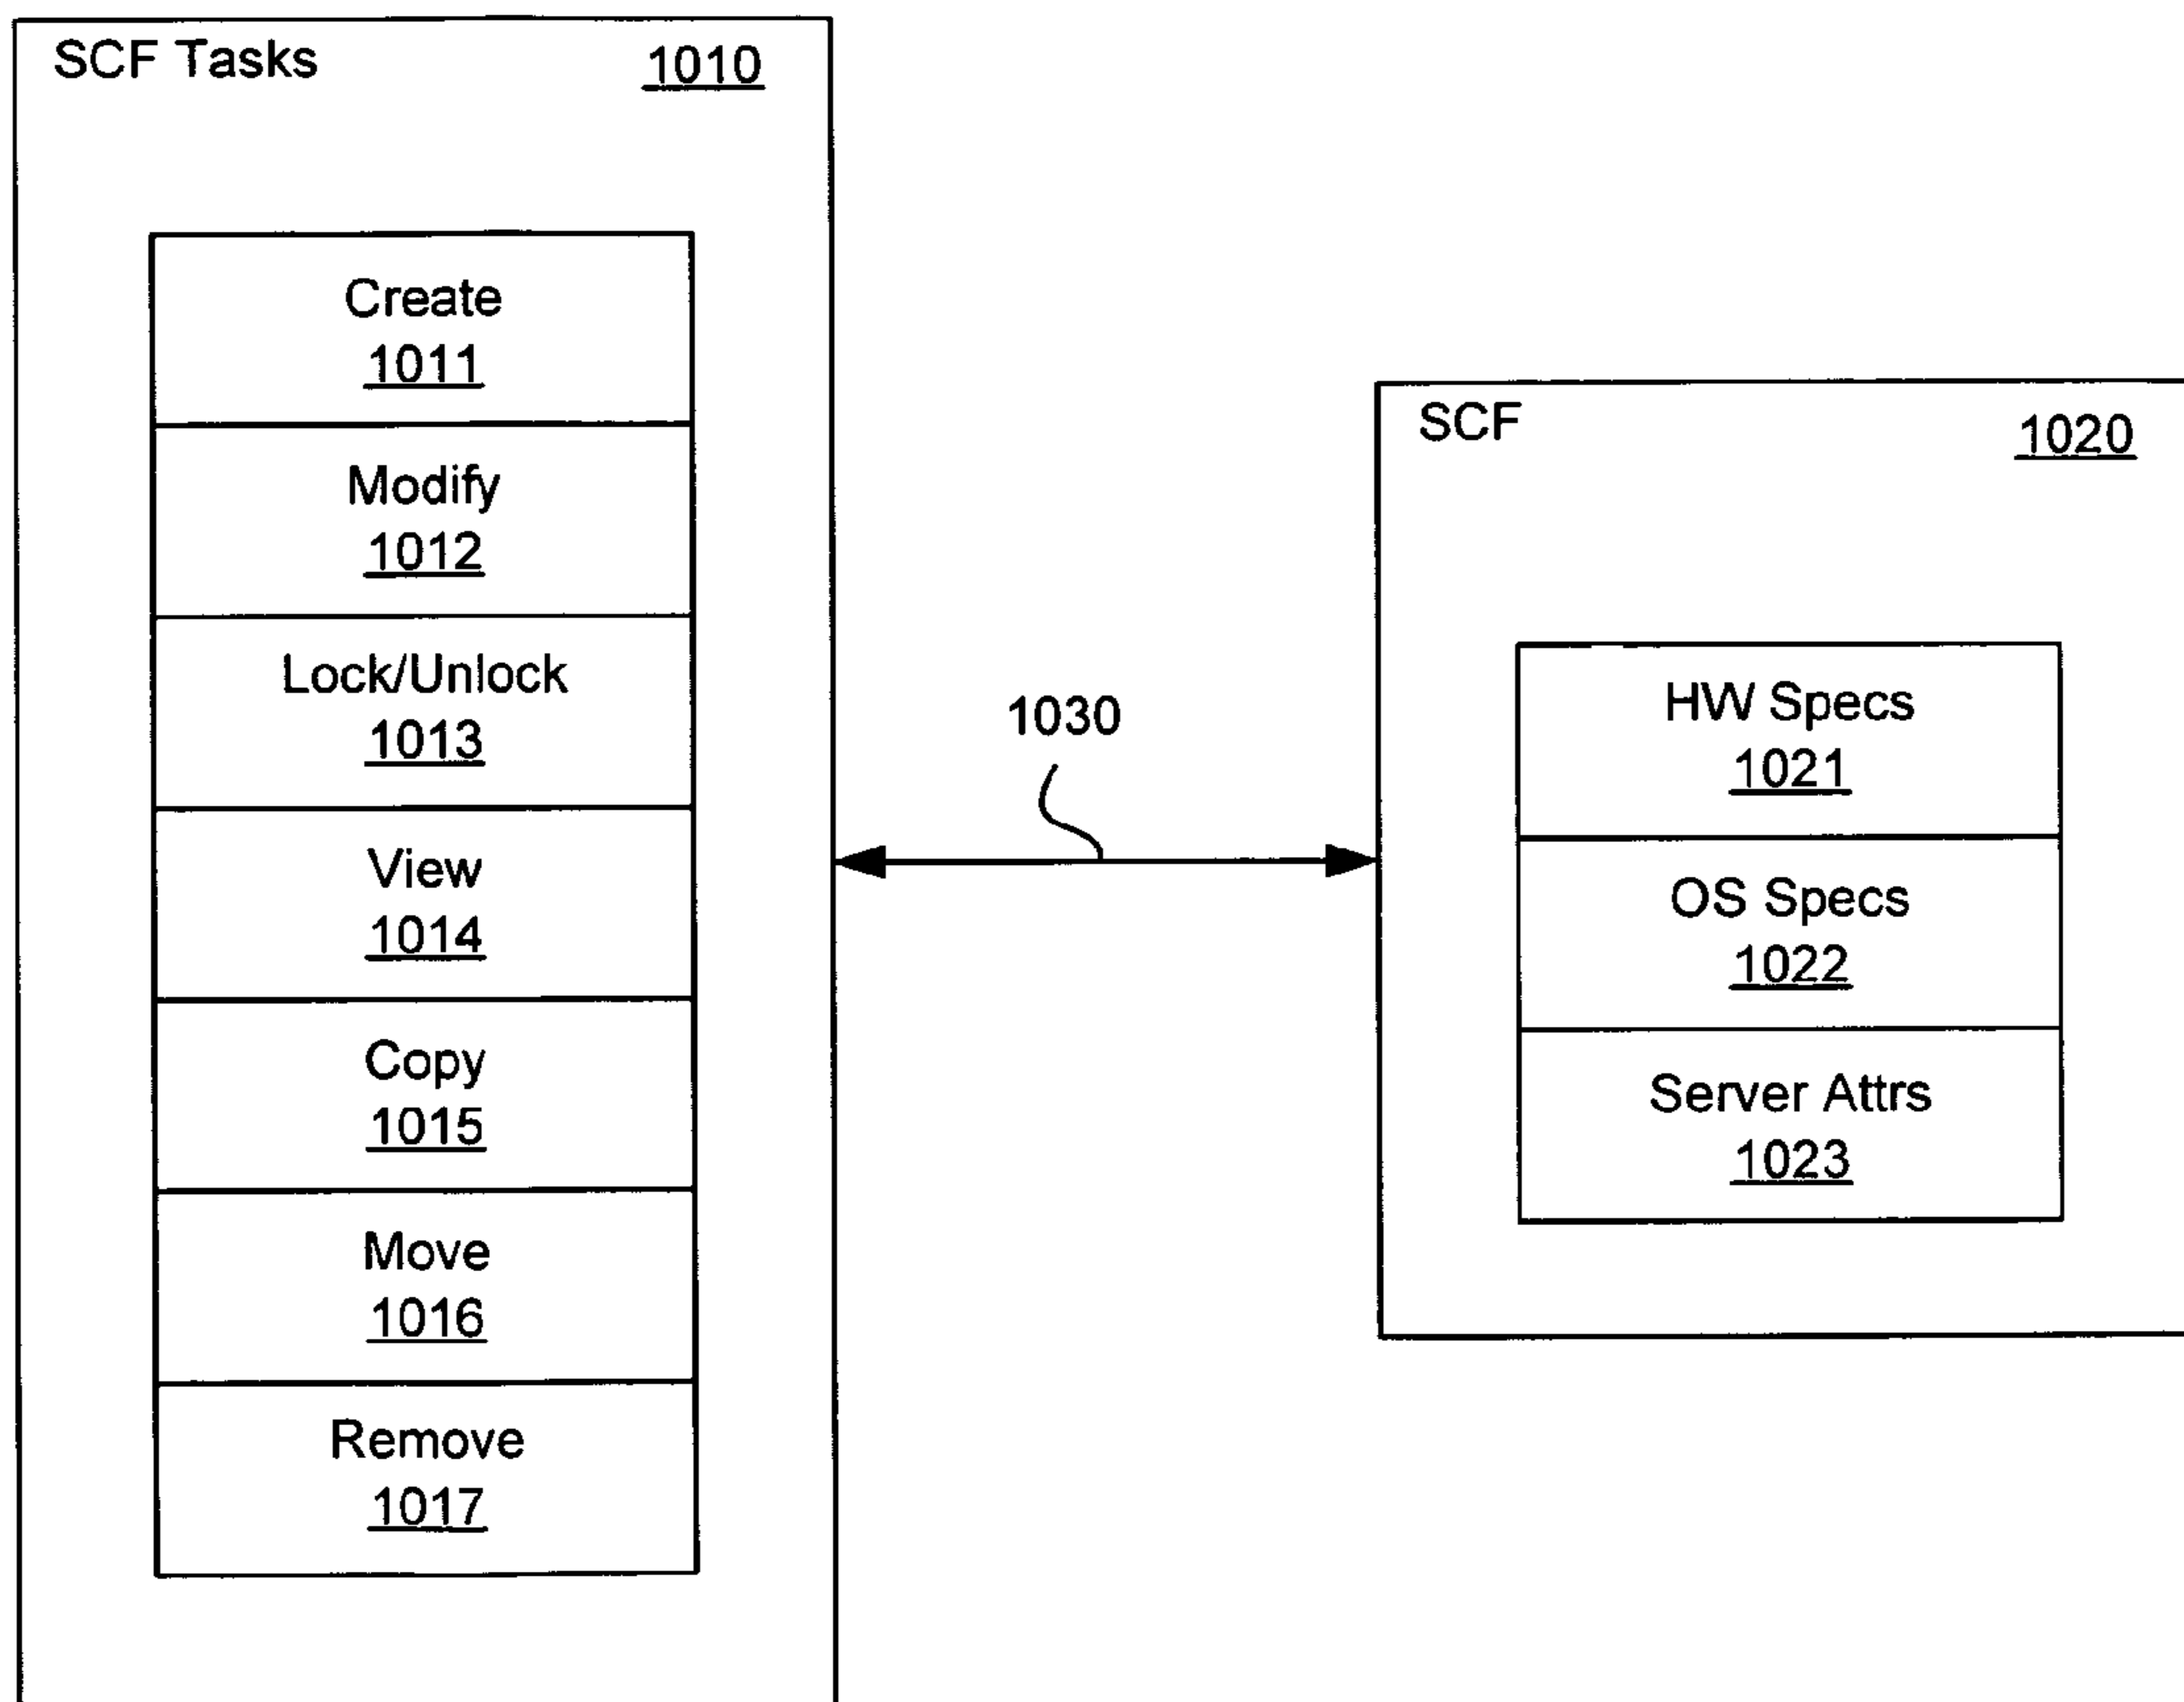 SCF Tasks 1010
Create
1011
Modify
1012
Lock/Unlock
1013
View
1014
Copy
1015
Move
1016
Remove
1017
1030
SCF 1020
HW Specs
1021
OS Specs
1022
Server Attrs
1023